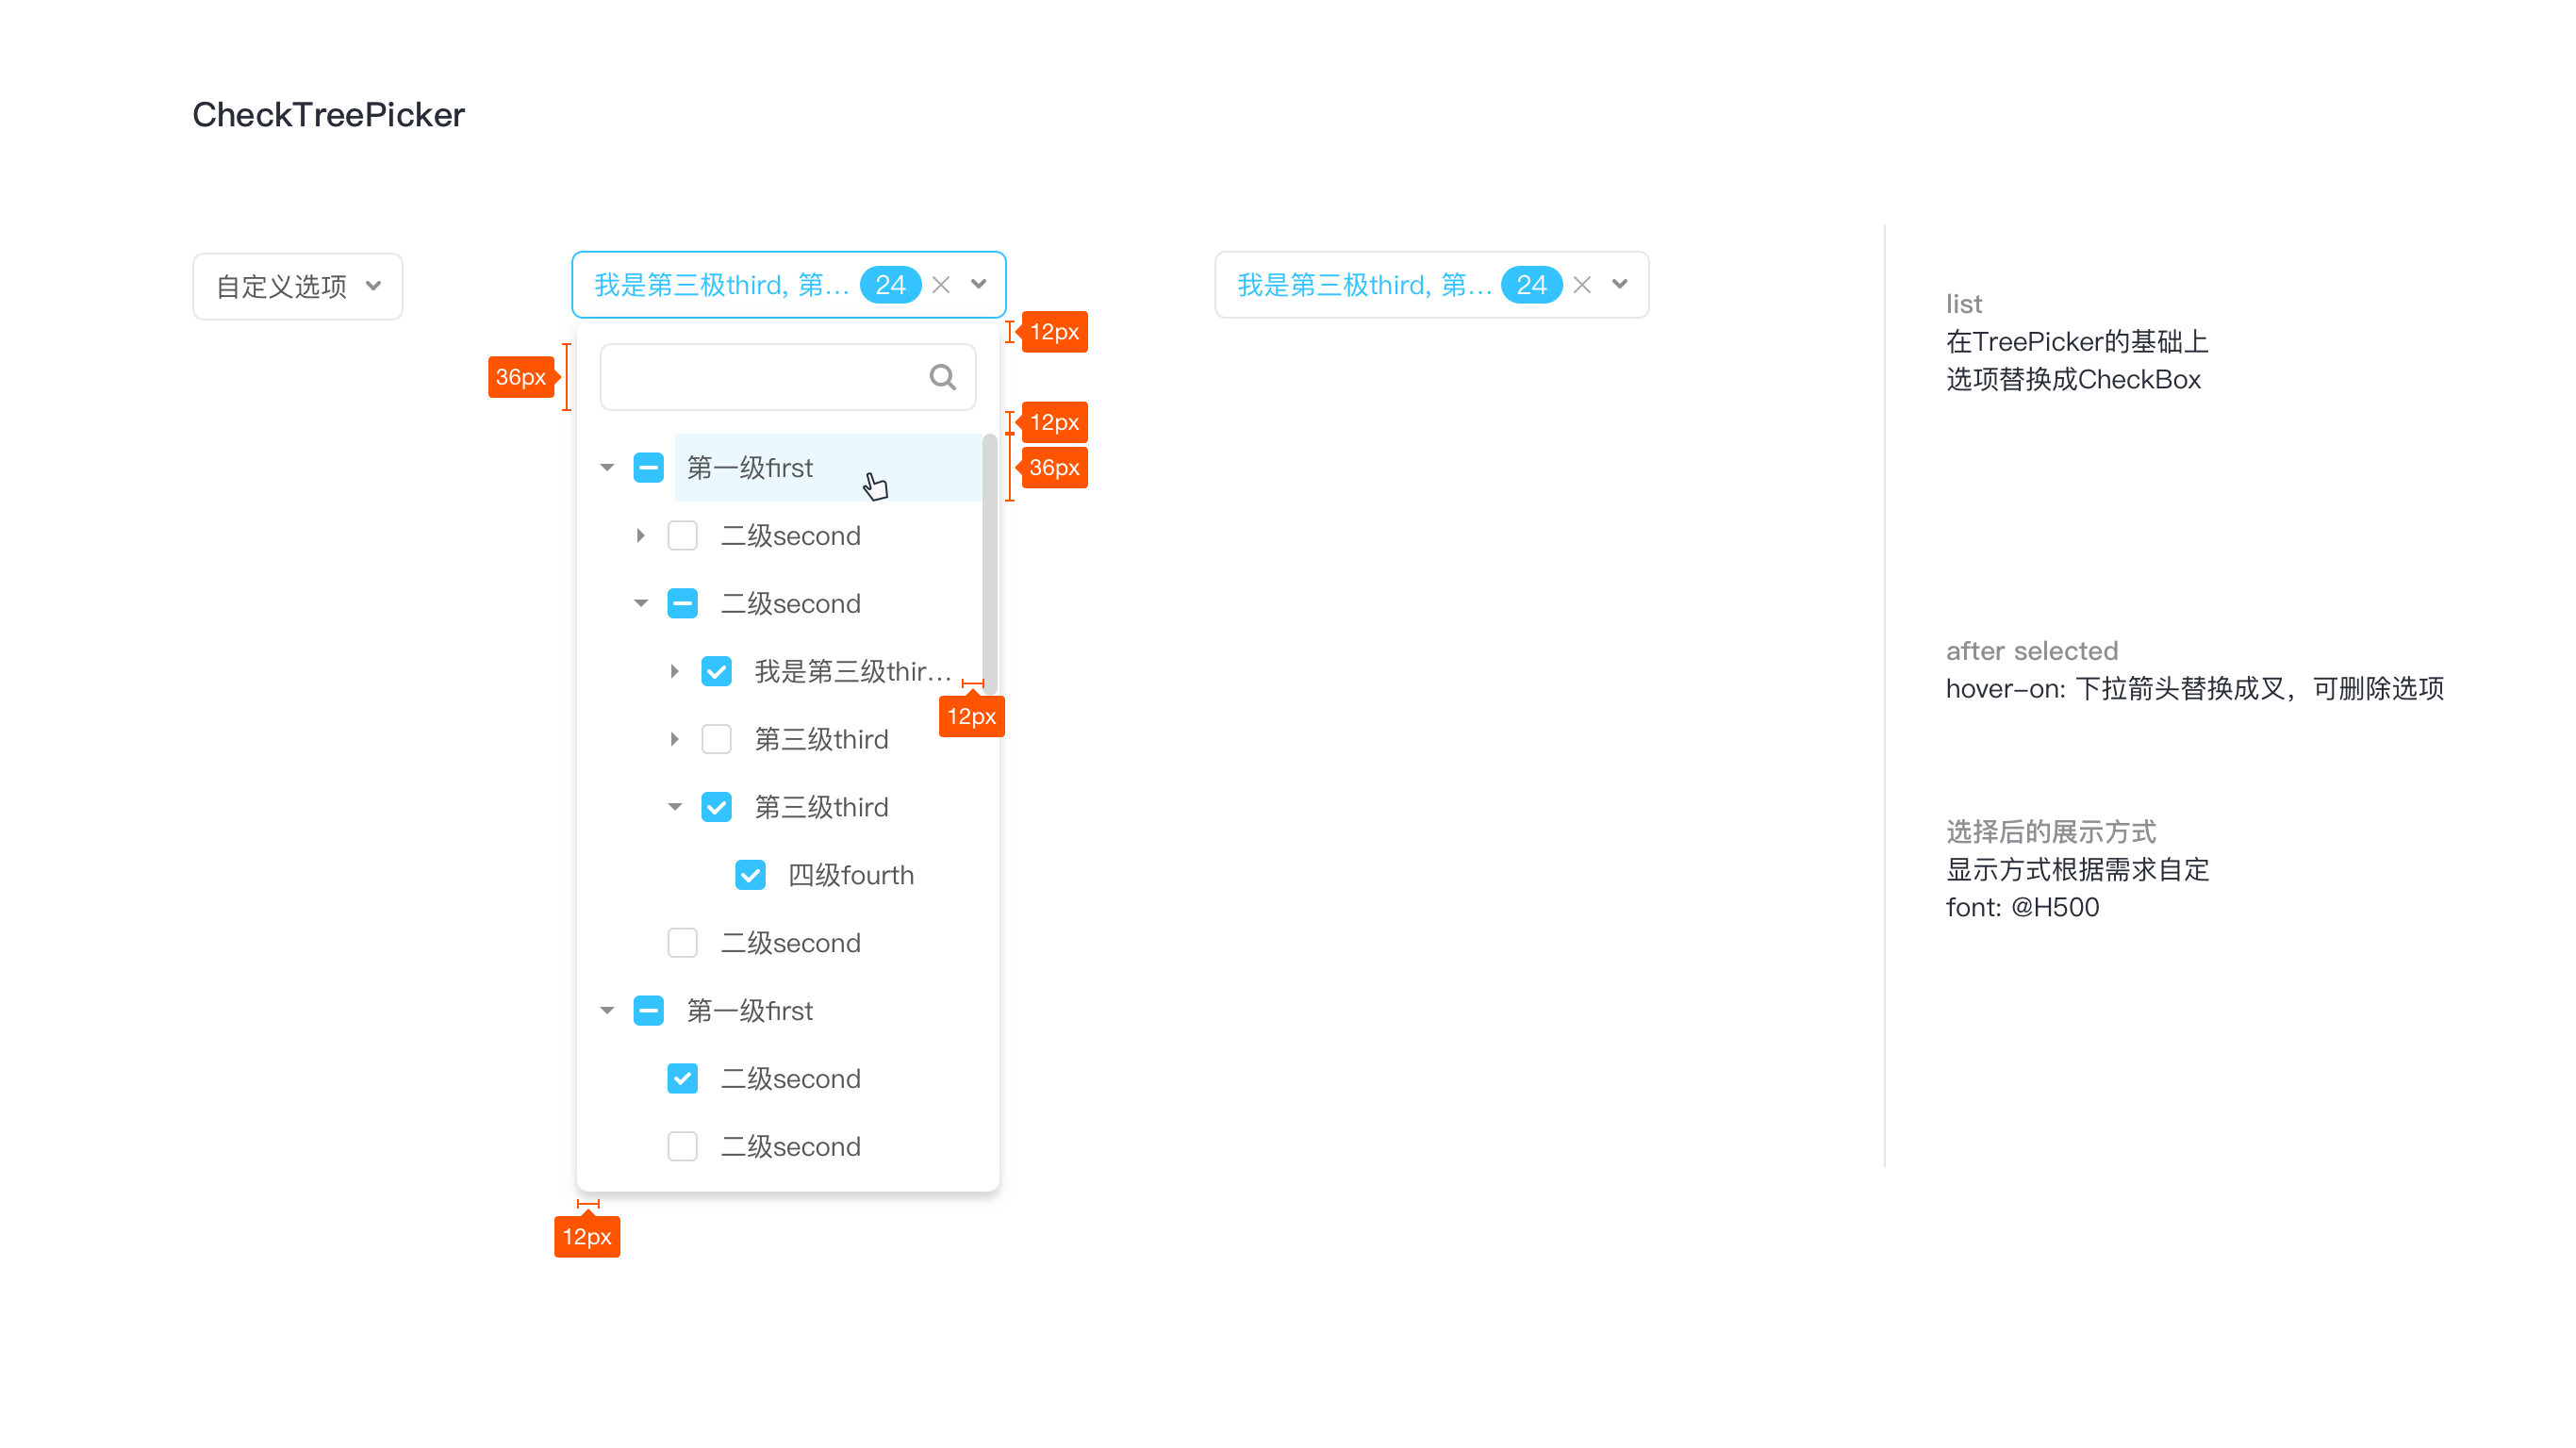 CheckTreePicker
自定义选项
我是第三极third, 第... 24
我是第三极third, 第... 24
12px
36px
12px
第一级first
36px
二级second
二级second
我是第三级thir...
12px
第三级third
第三级third
四级fourth
二级second
第一级first
二级second
二级second
12px
list
在TreePicker的基础上
选项替换成CheckBox
after selected
hover-on: 下拉箭头替换成叉，可删除选项
选择后的展示方式
显示方式根据需求自定
font: @H500